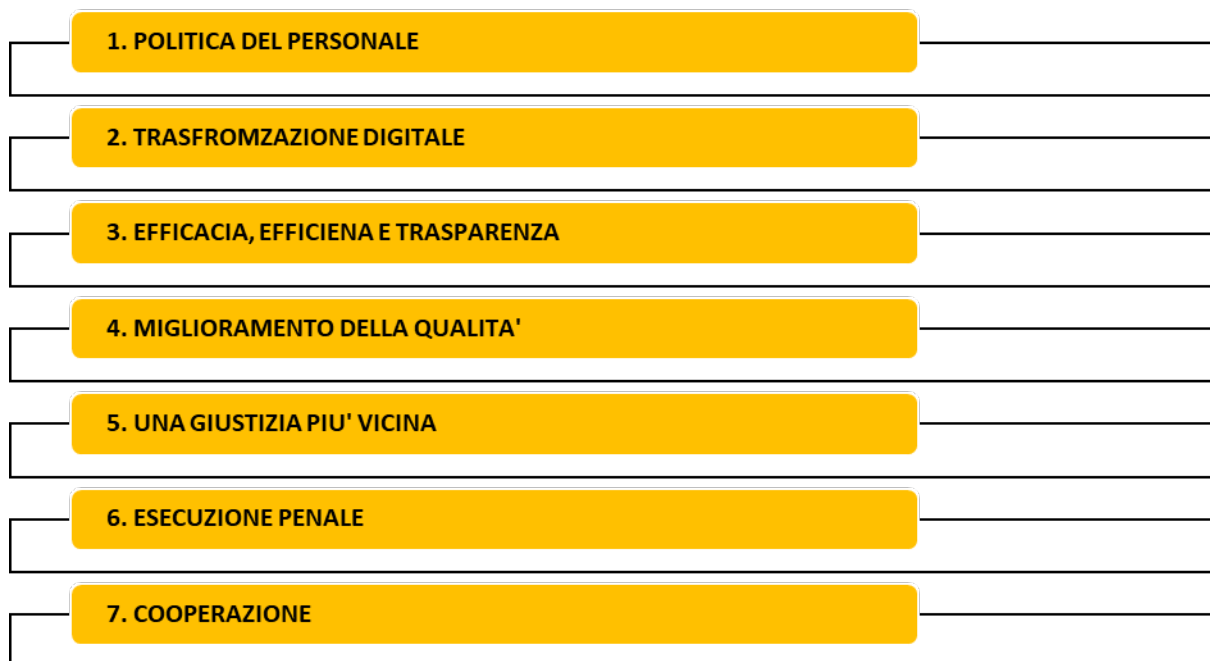 1. POLITICA DEL PERSONALE
2. TRASFROMZAZIONE DIGITALE
3. EFFICACIA, EFFICIENA E TRASPARENZA
4. MIGLIORAMENTO DELLA QUALITA'
5. UNA GIUSTIZIA PIU' VICINA
6. ESECUZIONE PENALE
7. COOPERAZIONE